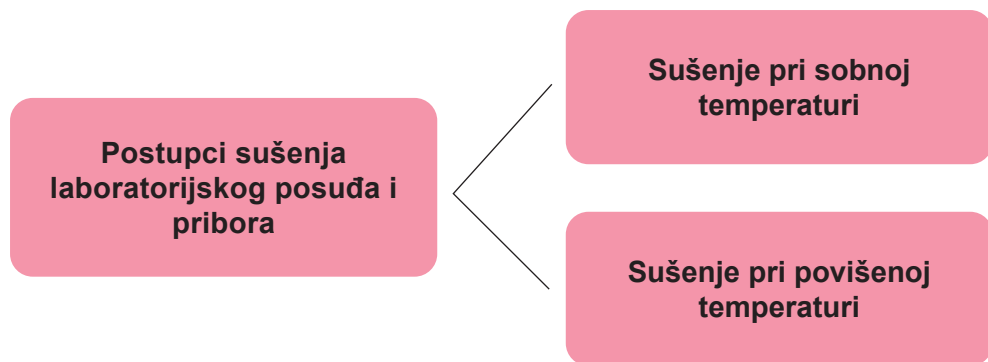 Postupci sušenja
laboratorijskog posuđa i
pribora
Sušenje pri sobnoj
temperaturi
Sušenje pri povišenoj
temperaturi